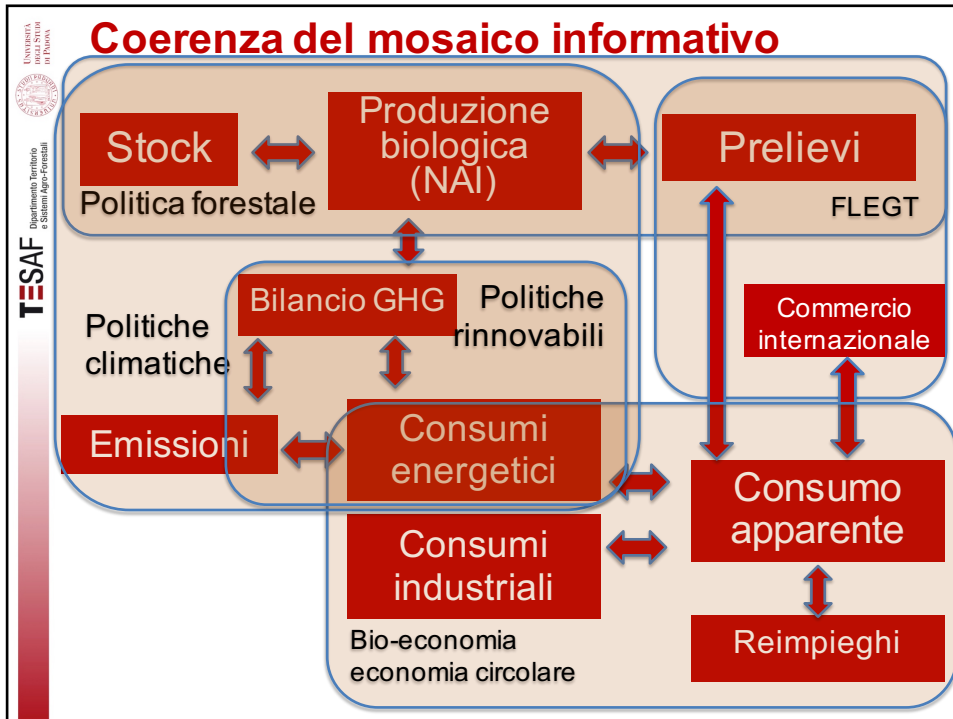 Coerenza del mosaico informativo
UNIVERSITÀ
DEGLI STUDI
DI PADOVA
TESAF
Dipartimento Territorio
e Sistemi Agro-Forestali
Stock
Produzione
biologica
(NAI)
Prelievi
Politica forestale
FLEGT
Bilancio GHG
Politiche
rinnovabili
Politiche
climatiche
Commercio
internazionale
Emissioni
Consumi
energetici
Consumo
apparente
Consumi
industriali
Bio-economia
economia circolare
Reimpieghi